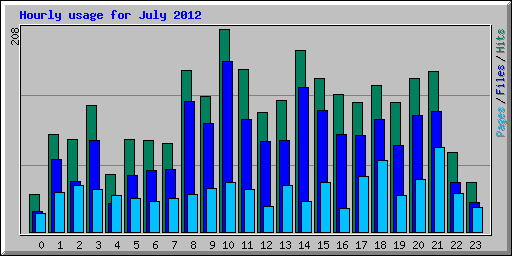 Hourly usage for July 2012
208
Pages / Files / Hits
0 1 2 3 4 5 6 7 8 9 10 11 12 13 14 15 16 17 18 19 20 21 22 23